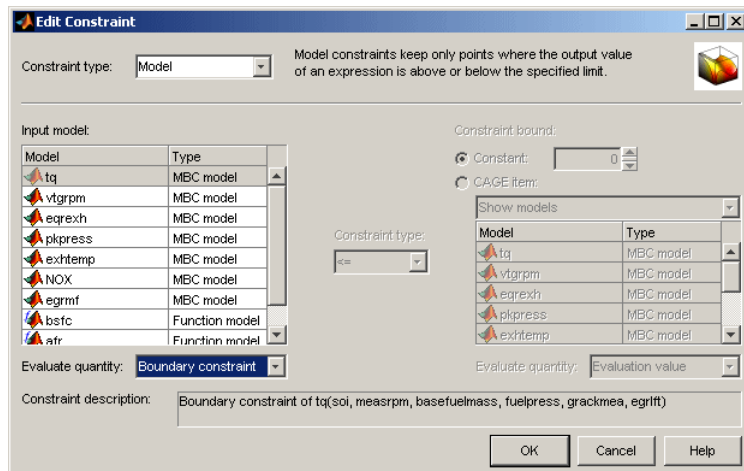 Edit Constraint
Constraint type: Model
Model constraints keep only points where the output value
of an expression is above or below the specified limit.
Input model:
Model Type
tq MBC model
vtgrpm MBC model
eqrexh MBC model
pkpress MBC model
exhtemp MBC model
NOX MBC model
egrmf MBC model
bsfc Function model
afr Function model
Evaluate quantity: Boundary constraint
Constraint type:
<=
Constraint bound:
Constant: 0
CAGE item:
Show models
Model Type
tq MBC model
vtgrpm MBC model
eqrexh MBC model
pkpress MBC model
exhtemp MBC model
Evaluate quantity: Evaluation value
Constraint description: Boundary constraint of tq(soi, measrpm, basefuelmass, fuelpress, grackmea, egrlft)
OK Cancel Help